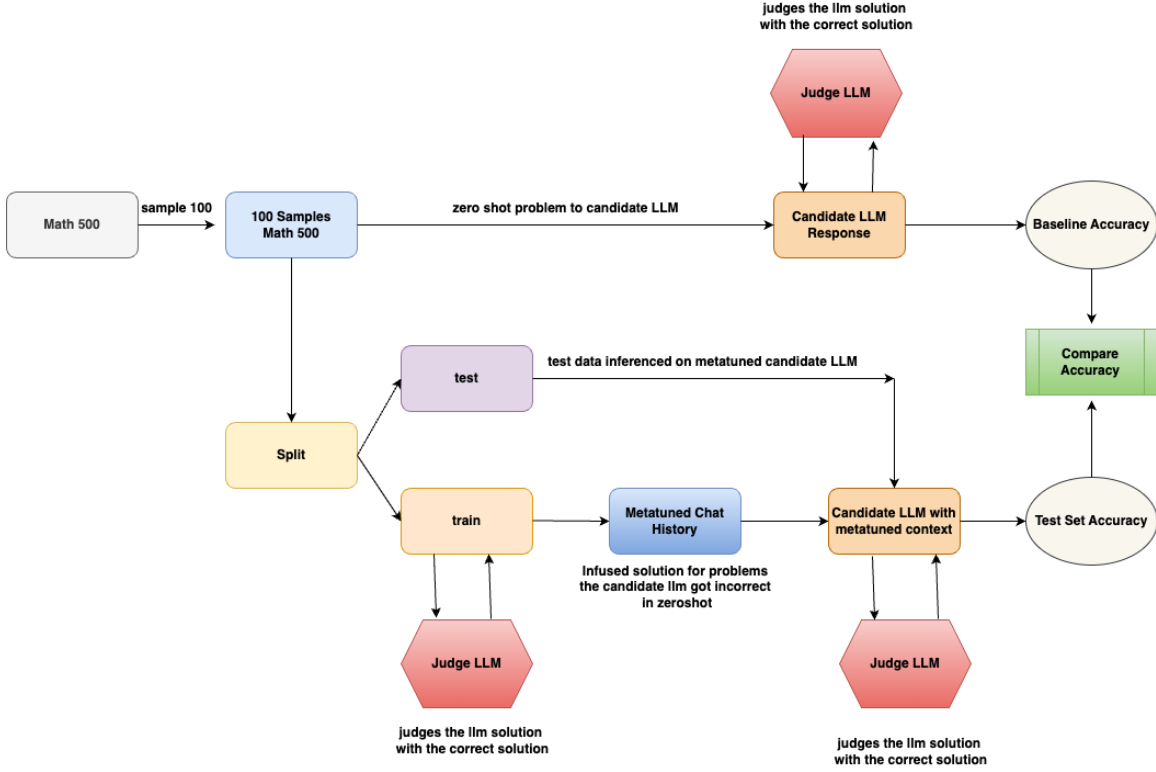 judges the llm solution
with the correct solution
Judge LLM
Math 500
sample 100
100 Samples
Math 500
zero shot problem to candidate LLM
Candidate LLM
Response
Baseline Accuracy
Compare
Accuracy
test
test data inferenced on metatuned candidate LLM
Split
train
Metatuned Chat
History
Infused solution for problems
the candidate llm got incorrect
in zeroshot
Candidate LLM with
metatuned context
Test Set Accuracy
Judge LLM
judges the llm solution
with the correct solution
Judge LLM
judges the llm solution
with the correct solution